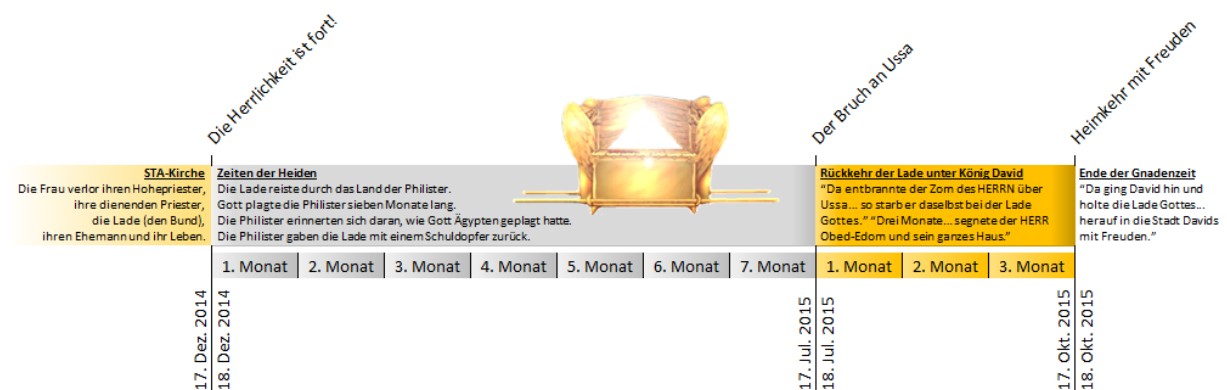 Die Herrlichkeit ist fort!
Der Bruch an Ussa
Heimkehr mit Freuden
STA-Kirche
Die Frau verlor ihren Hohepriester,
ihre dienenden Priester,
die Lade (den Bund),
ihren Ehemann und ihr Leben.
Zeiten der Heiden
Die Lade reiste durch das Land der Philister.
Gott plagte die Philister sieben Monate lang.
Die Philister erinnerten sich daran, wie Gott Ägypten geplagt hatte.
Die Philister gaben die Lade mit einem Schuldopfer zurück.
Rückkehr der Lade unter König David
“Da entbrannte der Zorn des HERRN über
Ussa... so starb er daselbst bei der Lade
Gottes.” “Drei Monate... segnete der HERR
Obed-Edom und sein ganzes Haus.”
Ende der Gnadenzeit
“Da ging David hin und
holte die Lade Gottes...
herauf in die Stadt Davids
mit Freuden.”
1. Monat 2. Monat 3. Monat 4. Monat 5. Monat 6. Monat 7. Monat 1. Monat 2. Monat 3. Monat
17. Dez. 2014
18. Dez. 2014
17. Jul. 2015
18. Jul. 2015
17. Okt. 2015
18. Okt. 2015